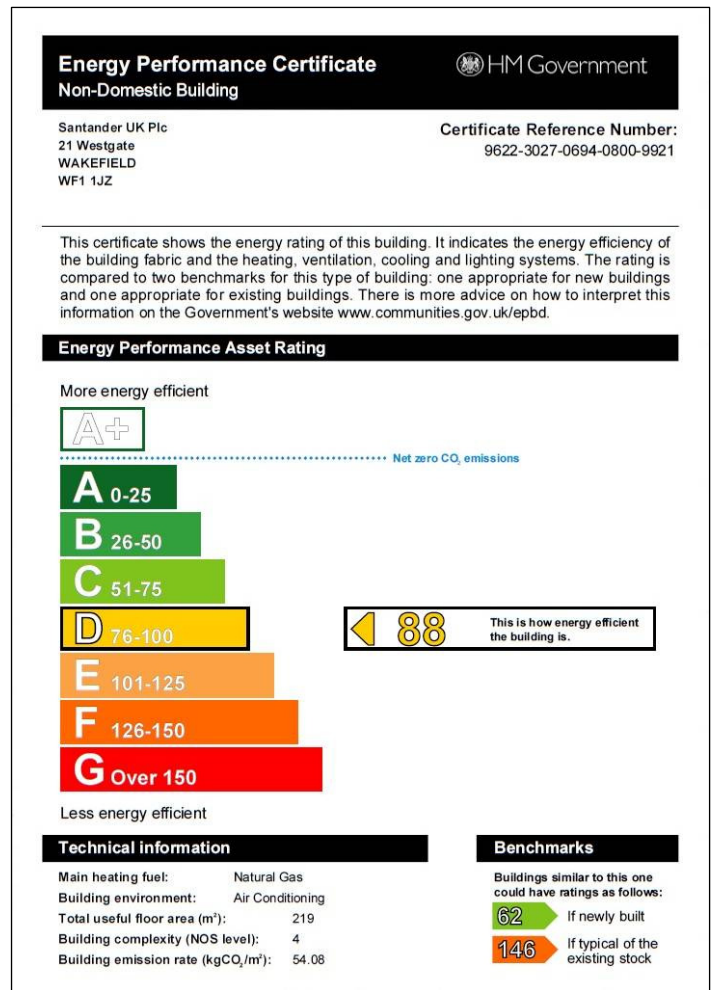 Energy Performance Certificate
HM Government
Non-Domestic Building
Santander UK Plc
21 Westgate
WAKEFIELD
WF1 1JZ
Certificate Reference Number:
9622-3027-0694-0800-9921
This certificate shows the energy rating of this building. It indicates the energy efficiency of
the building fabric and the heating, ventilation, cooling and lighting systems. The rating is
compared to two benchmarks for this type of building: one appropriate for new buildings
and one appropriate for existing buildings. There is more advice on how to interpret this
information on the Government's website www.communities.gov.uk/epbd.
Energy Performance Asset Rating
More energy efficient
A+
Net zero CO₂ emissions
A 0-25
B 26-50
C 51-75
D 76-100
88
This is how energy efficient
the building is.
E 101-125
F 126-150
G Over 150
Less energy efficient
Technical information
Main heating fuel: Natural Gas
Building environment: Air Conditioning
Total useful floor area (m²): 219
Building complexity (NOS level): 4
Building emission rate (kgCO₂/m²): 54.08
Benchmarks
Buildings similar to this one
could have ratings as follows:
62 If newly built
146 If typical of the
existing stock